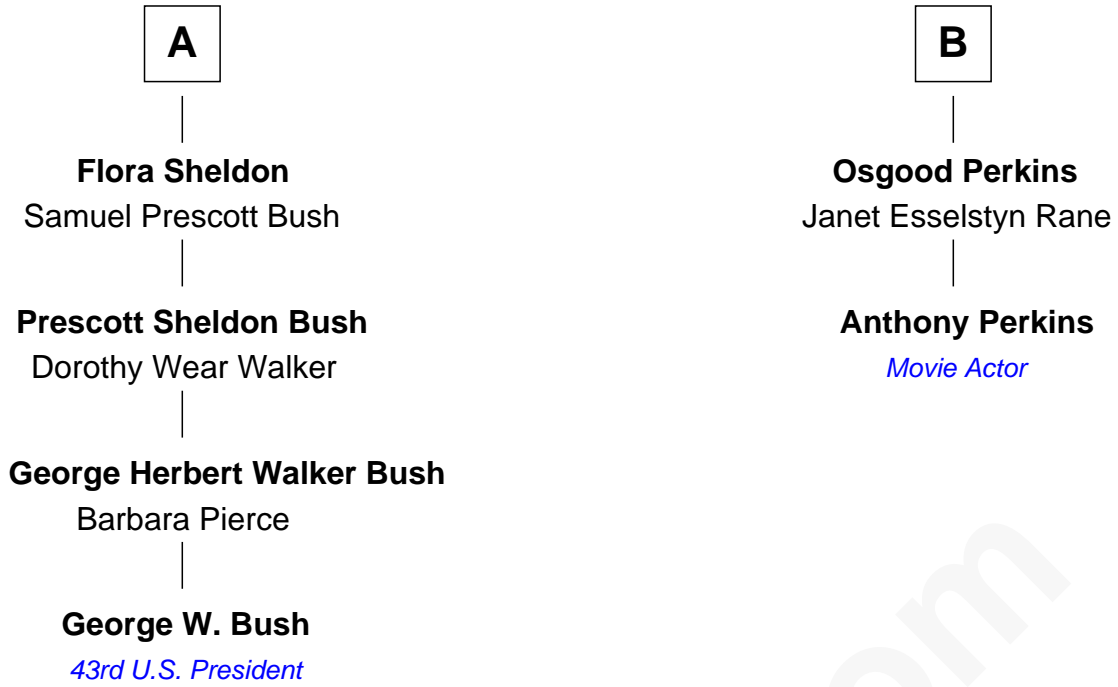 A
Flora Sheldon
Samuel Prescott Bush
Prescott Sheldon Bush
Dorothy Wear Walker
George Herbert Walker Bush
Barbara Pierce
George W. Bush
43rd U.S. President
B
Osgood Perkins
Janet Esselstyn Rane
Anthony Perkins
Movie Actor
om